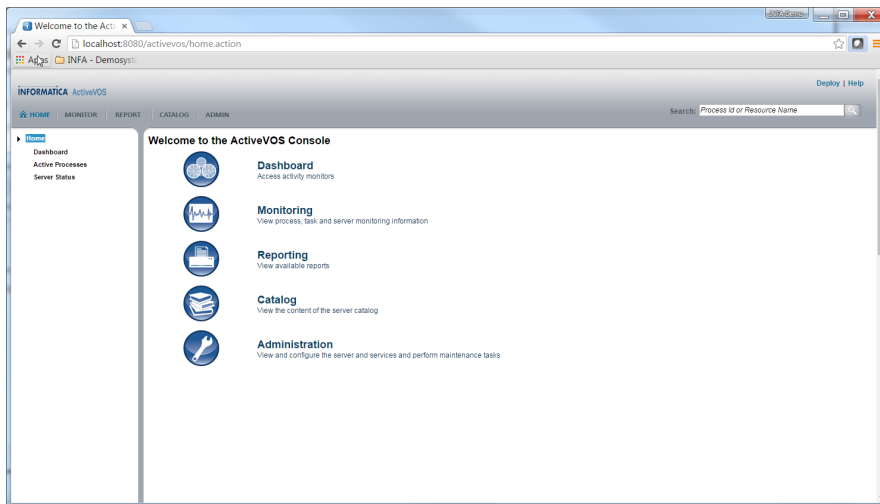 INFA-Demo
Welcome to the Acti
localhost:8080/activevos/home.action
Apps INFA - Demosyst
Deploy | Help
INFORMATICA ActiveVOS
HOME MONITOR REPORT CATALOG ADMIN
Search: Process Id or Resource Name
Home
Dashboard
Active Processes
Server Status
Welcome to the ActiveVOS Console
Dashboard
Access activity monitors
Monitoring
View process, task and server monitoring information
Reporting
View available reports
Catalog
View the content of the server catalog
Administration
View and configure the server and services and perform maintenance tasks